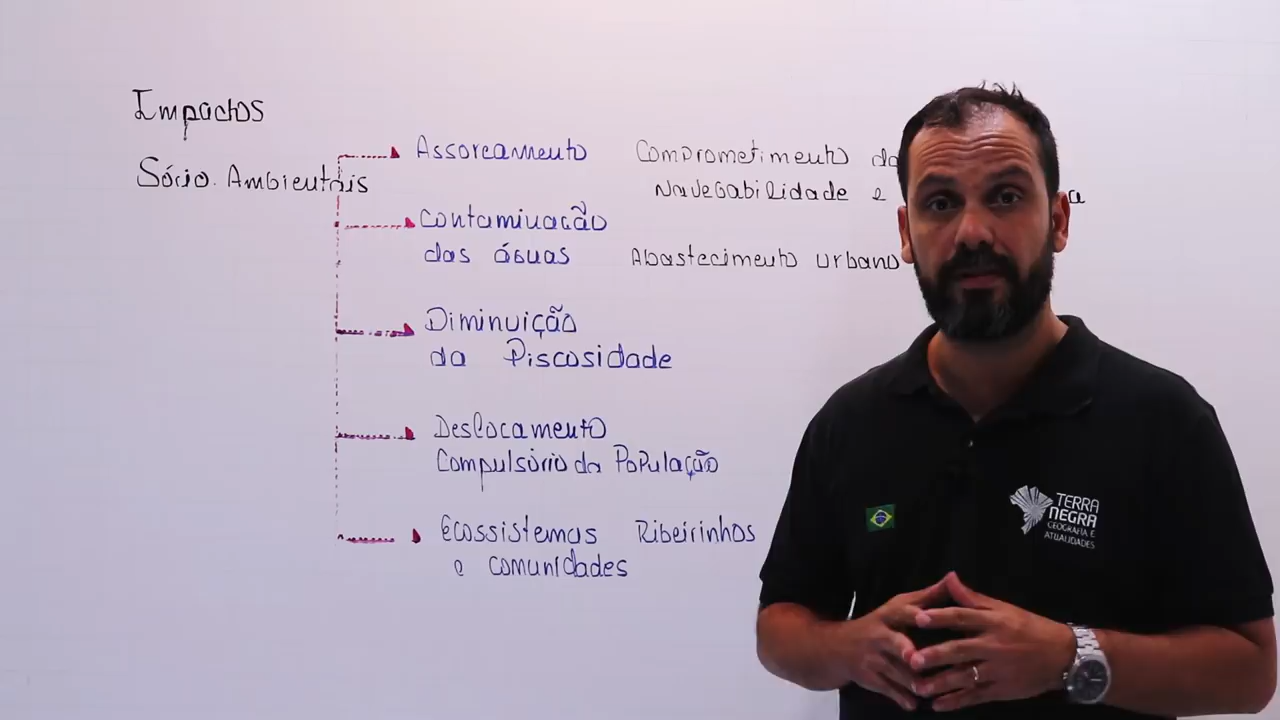 Impactos
Sócio. Ambientais
Assoreamento
Comprometimento da
Navegabilidade e
Contaminação
das águas
Abastecimento urbano
Diminuição
da Piscosidade
Deslocamento
Compulsório da População
Ecossistemas Ribeirinhos
e comunidades
TERRA
NEGRA
GEOGRAFIA E
ATUALIDADES